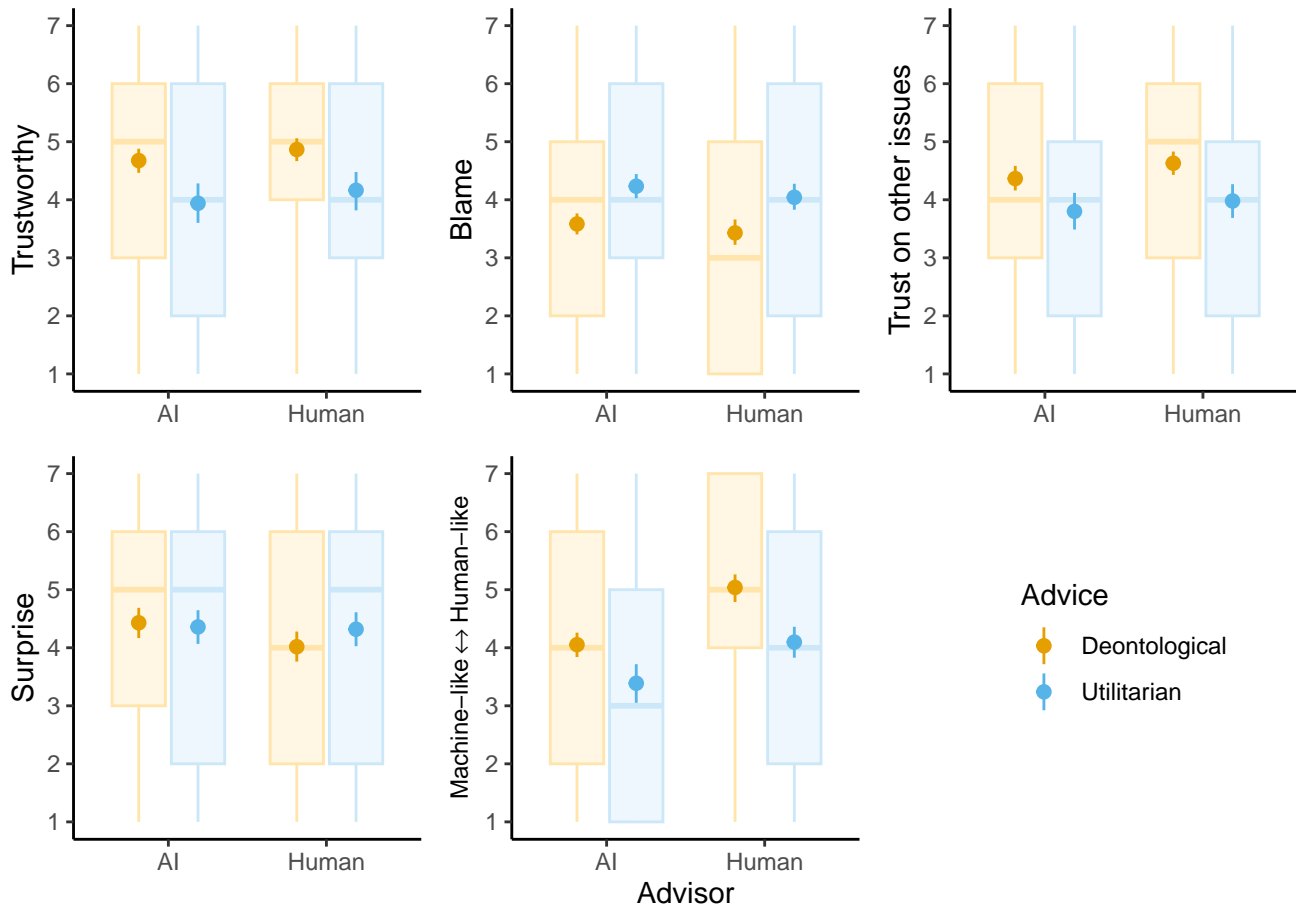 Trustworthy
7
6
5
4
3
2
1
AI
Human
Blame
7
6
5
4
3
2
1
AI
Human
Trust on other issues
7
6
5
4
3
2
1
AI
Human
Surprise
7
6
5
4
3
2
1
AI
Human
Machine−like ↔ Human−like
7
6
5
4
3
2
1
AI
Human
Advisor
Advice
Deontological
Utilitarian